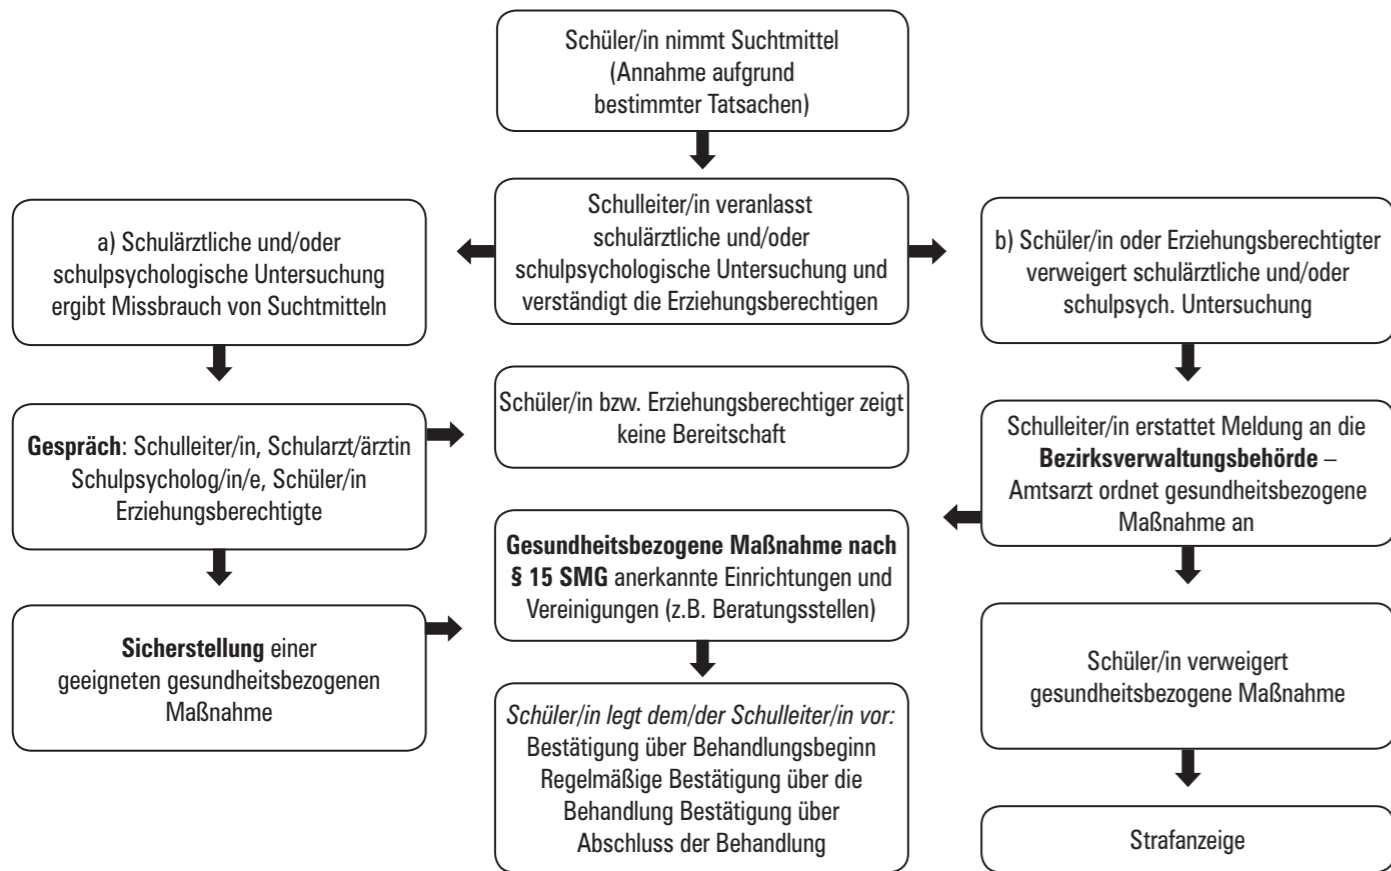 Schüler/in nimmt Suchtmittel
(Annahme aufgrund
bestimmter Tatsachen)
Schulleiter/in veranlasst
schulärztliche und/oder
schulpsychologische Untersuchung und
verständigt die Erziehungsberechtigen
a) Schulärztliche und/oder
schulpsychologische Untersuchung
ergibt Missbrauch von Suchtmitteln
b) Schüler/in oder Erziehungsberechtigter
verweigert schulärztliche und/oder
schulpsych. Untersuchung
Gespräch: Schulleiter/in, Schularzt/ärztin
Schulpsycholog/in/e, Schüler/in
Erziehungsberechtigte
Schüler/in bzw. Erziehungsberechtiger zeigt
keine Bereitschaft
Schulleiter/in erstattet Meldung an die
Bezirksverwaltungsbehörde –
Amtsarzt ordnet gesundheitsbezogene
Maßnahme an
Sicherstellung einer
geeigneten gesundheitsbezogenen
Maßnahme
Gesundheitsbezogene Maßnahme nach
§ 15 SMG anerkannte Einrichtungen und
Vereinigungen (z.B. Beratungsstellen)
Schüler/in legt dem/der Schulleiter/in vor:
Bestätigung über Behandlungsbeginn
Regelmäßige Bestätigung über die
Behandlung Bestätigung über
Abschluss der Behandlung
Schüler/in verweigert
gesundheitsbezogene Maßnahme
Strafanzeige